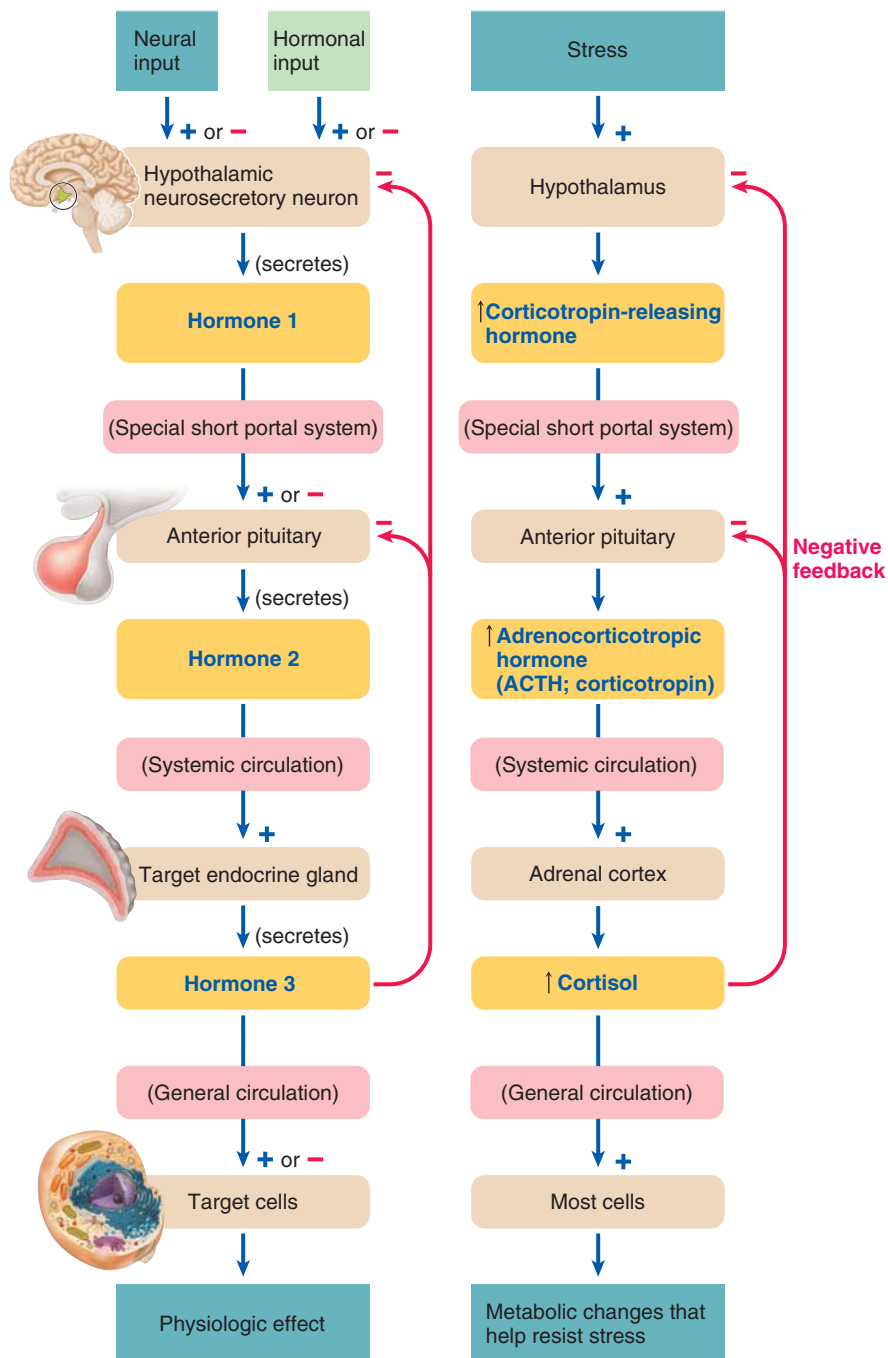 Neural
input
Hormonal
input
+ or −
+ or −
Hypothalamic
neurosecretory neuron
−
(secretes)
Hormone 1
(Special short portal system)
+ or −
Anterior pituitary
−
(secretes)
Hormone 2
(Systemic circulation)
+
Target endocrine gland
(secretes)
Hormone 3
(General circulation)
+ or −
Target cells
Physiologic effect
Stress
+
Hypothalamus
−
↑Corticotropin-releasing
hormone
(Special short portal system)
+
Anterior pituitary
−
Negative
feedback
↑Adrenocorticotropic
hormone
(ACTH; corticotropin)
(Systemic circulation)
+
Adrenal cortex
↑ Cortisol
(General circulation)
+
Most cells
Metabolic changes that
help resist stress